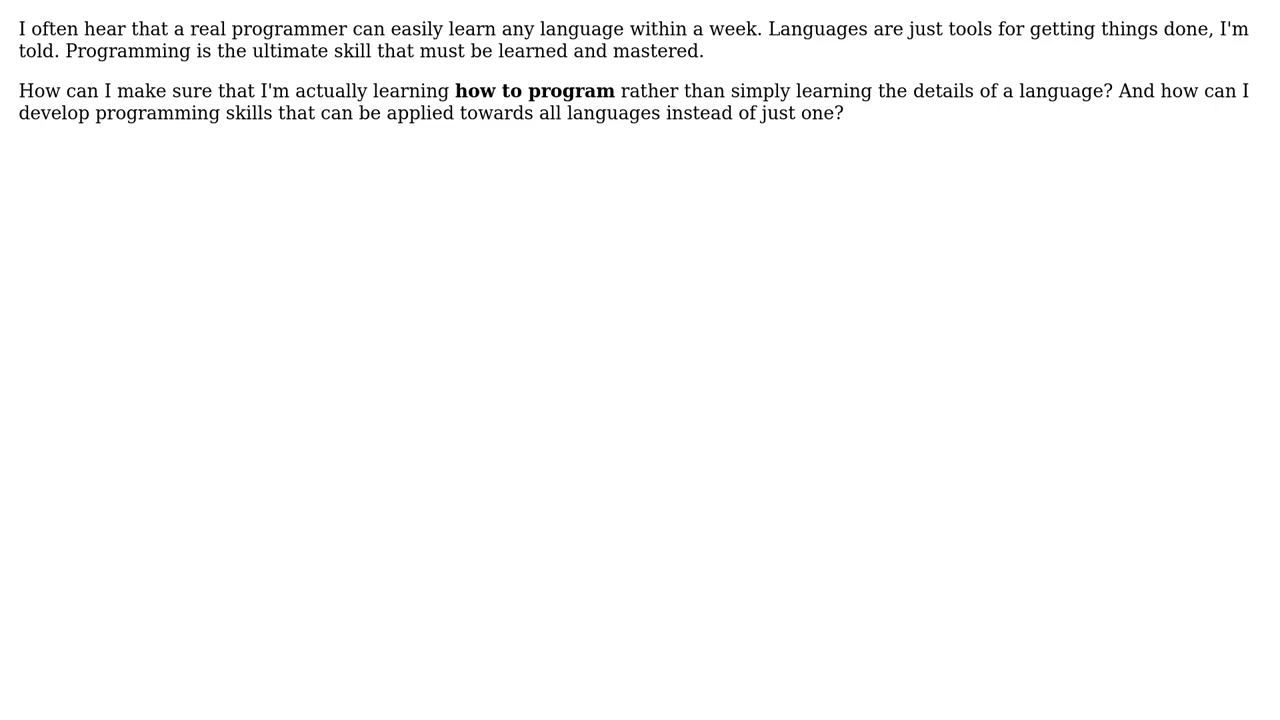 I often hear that a real programmer can easily learn any language within a week. Languages are just tools for getting things done, I'm
told. Programming is the ultimate skill that must be learned and mastered.
How can I make sure that I'm actually learning how to program rather than simply learning the details of a language? And how can I
develop programming skills that can be applied towards all languages instead of just one?